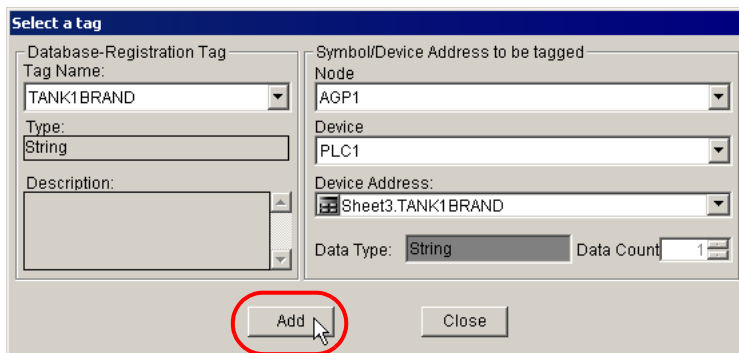 Select a tag
Database-Registration Tag
Tag Name:
TANK1BRAND
Type:
String
Description:
Symbol/Device Address to be tagged
Node
AGP1
Device
PLC1
Device Address:
Sheet3.TANK1BRAND
Data Type: String Data Count 1
Add Close